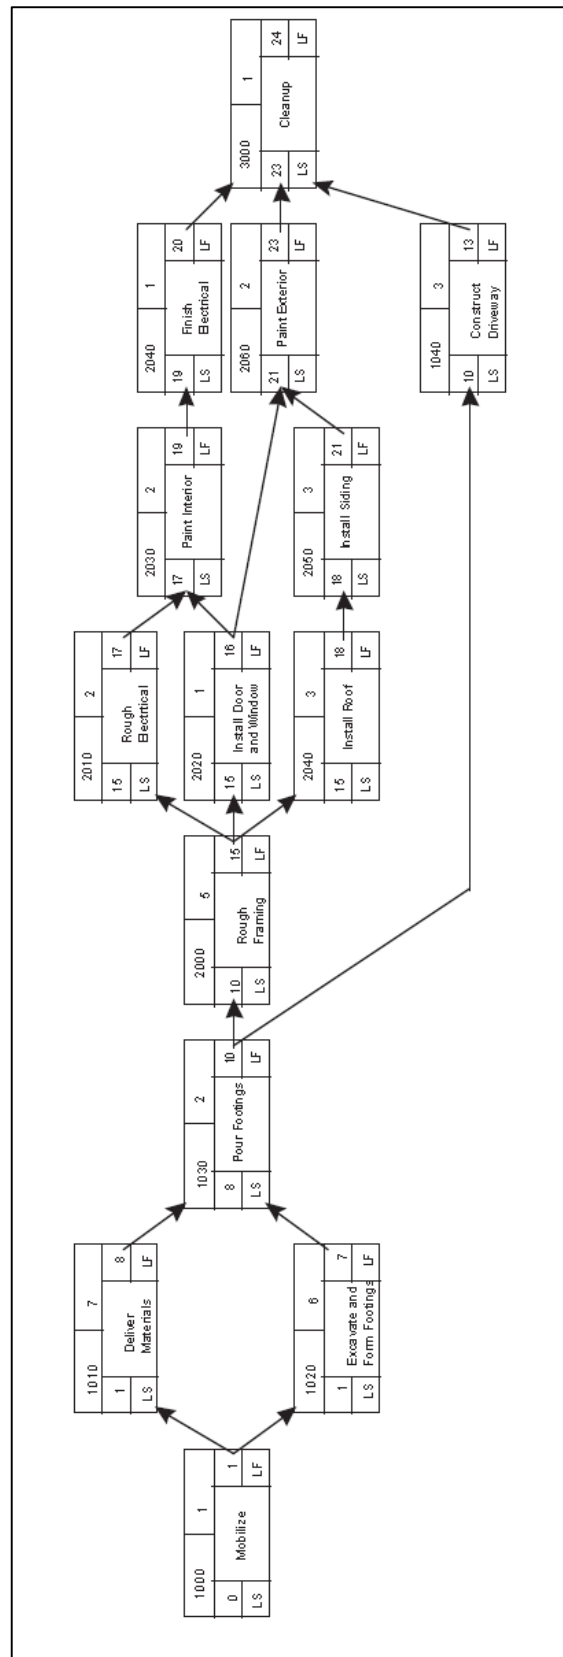 1000 1
0 Mobilize 1
LS LF
1010 7
1 Deliver 8
Materials
LS LF
1020 6
1 Excavate and 7
Form Footings
LS LF
1030 2
8 Pour Footings 10
LS LF
2000 5
10 Rough 15
Framing
LS LF
2010 2
15 Rough 17
Electrtical
LS LF
2020 1
15 Install Door 16
and Window
LS LF
2040 3
15 Install Roof 18
LS LF
2030 2
17 Paint Interior 19
LS LF
2050 3
18 Install Siding 21
LS LF
2040 1
19 Finish 20
Electrical
LS LF
2060 2
21 Paint Exterior 23
LS LF
1040 3
10 Construct 13
Driveway
LS LF
3000 1
23 Cleanup 24
LS LF